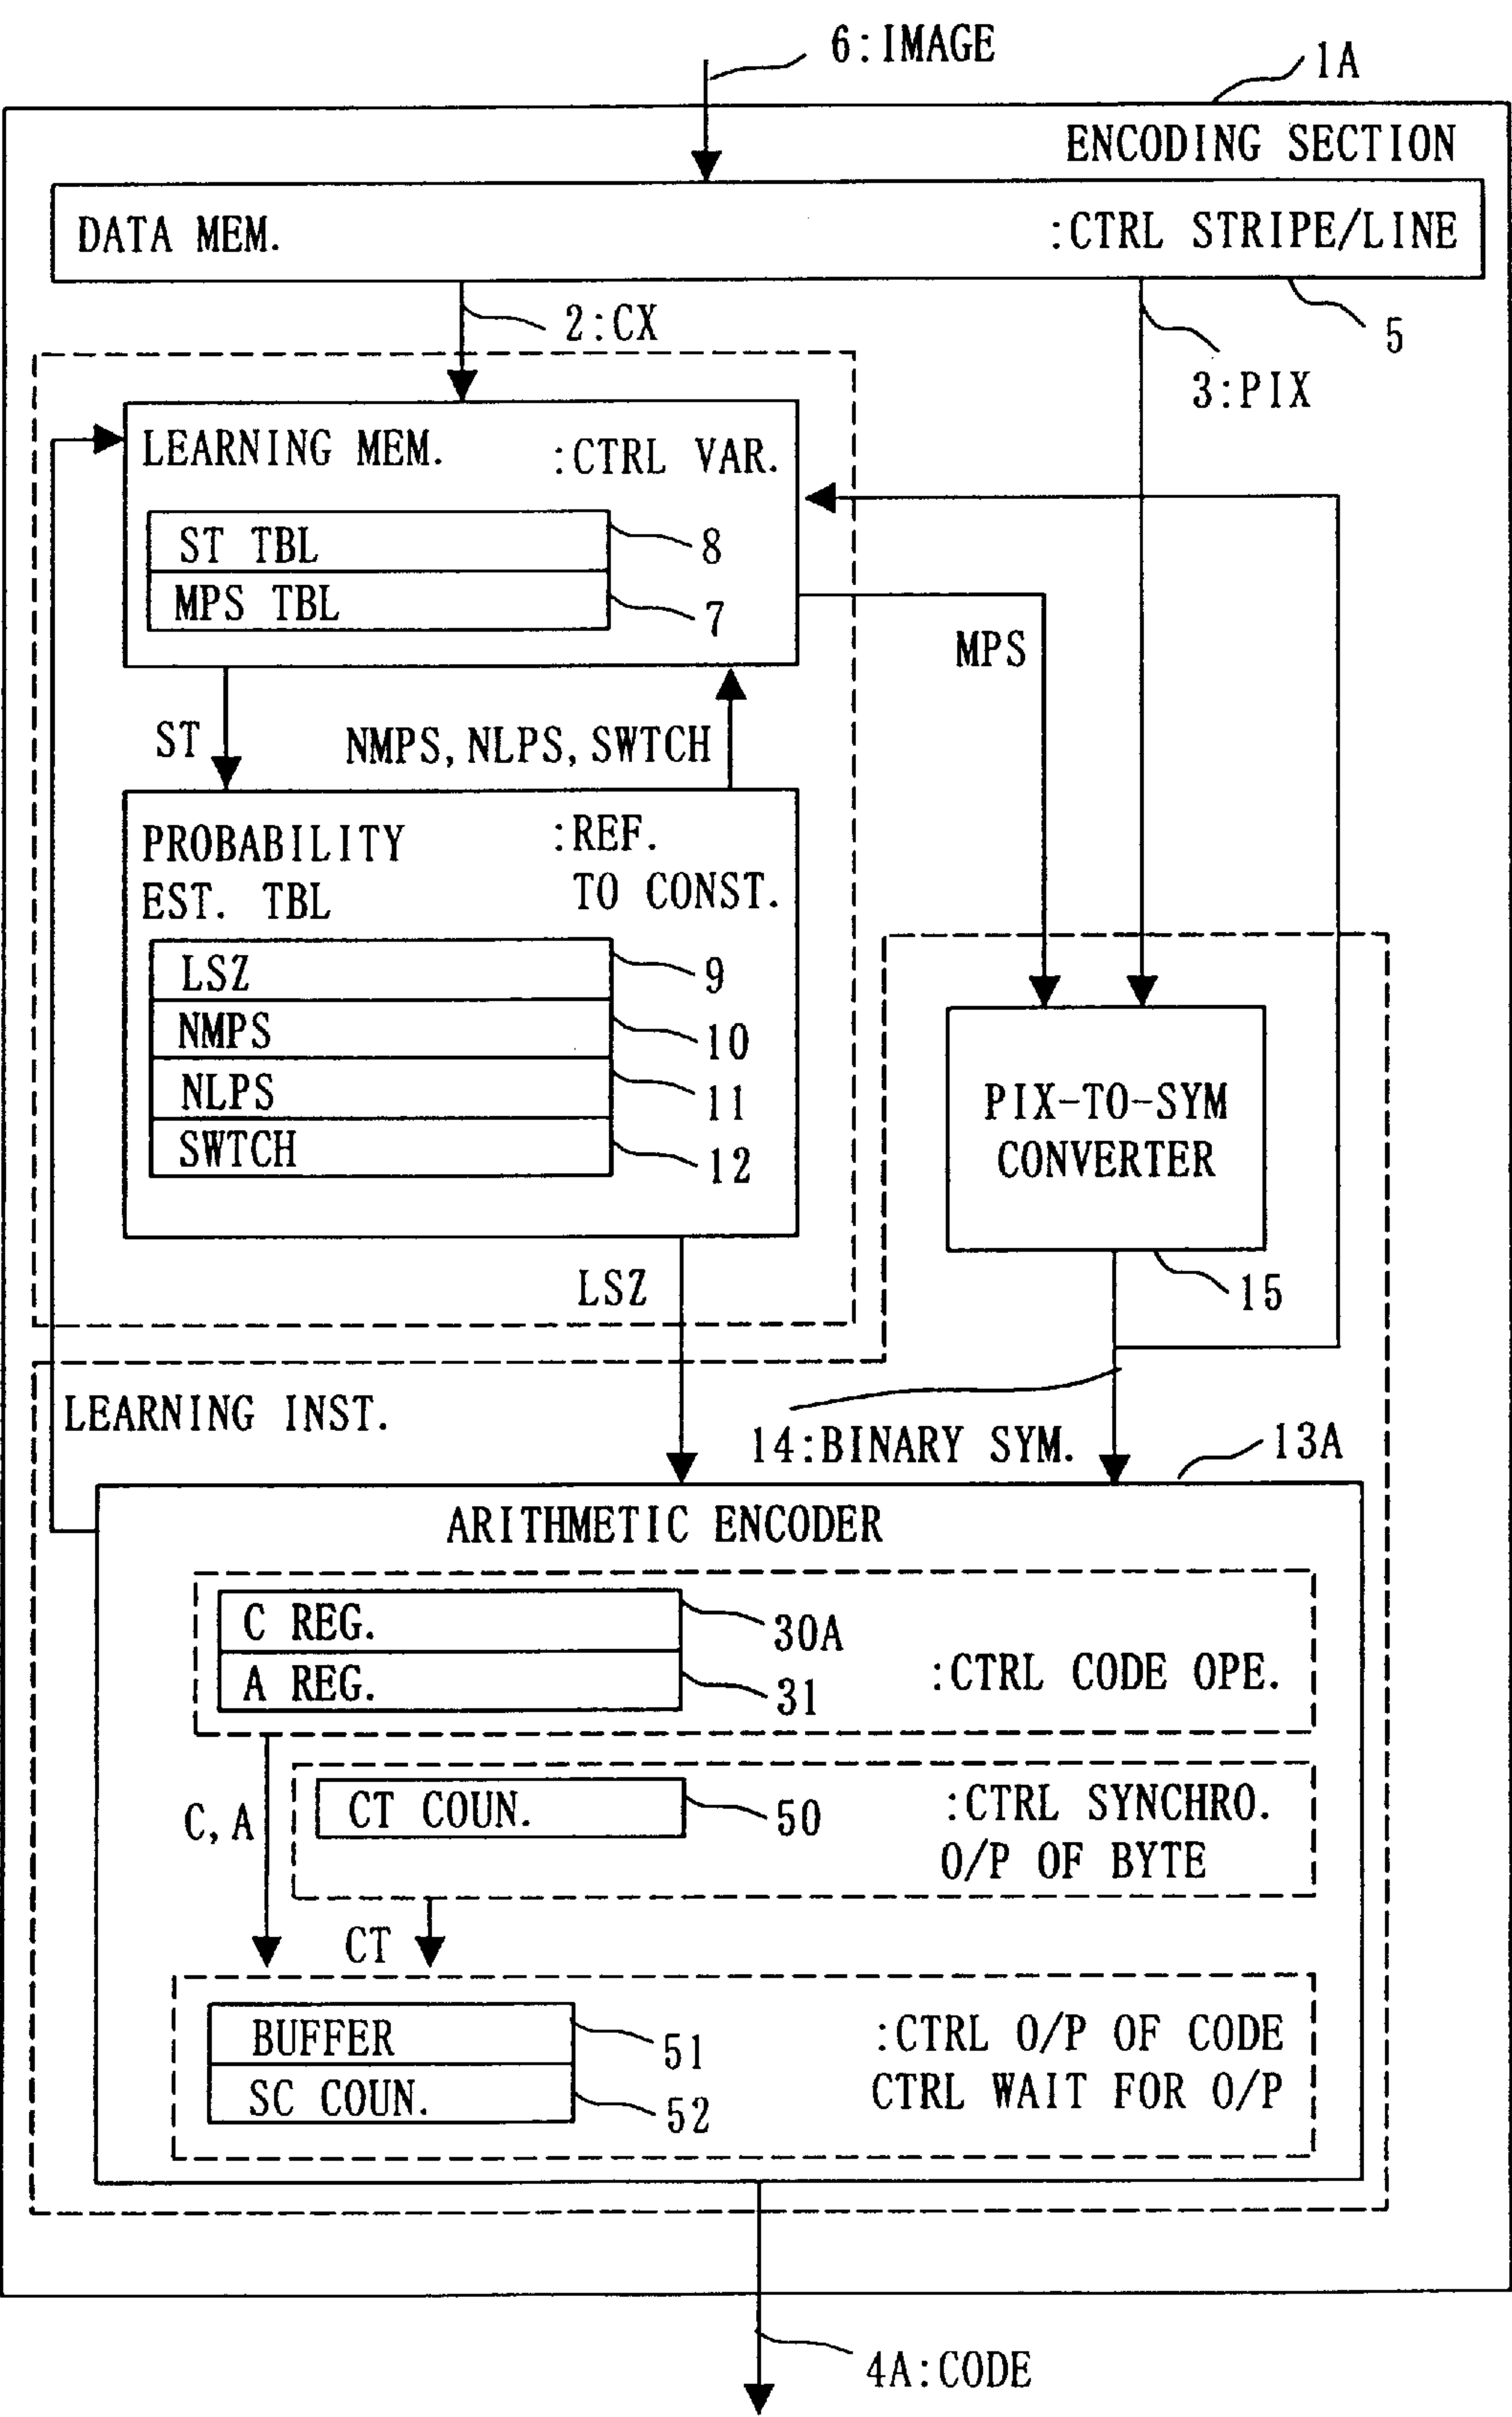 6:IMAGE
1A
ENCODING SECTION
DATA MEM.
:CTRL STRIPE/LINE
5
2:CX
3:PIX
LEARNING MEM.
:CTRL VAR.
ST TBL
8
MPS TBL
7
MPS
ST
NMPS, NLPS, SWTCH
PROBABILITY
EST. TBL
:REF.
TO CONST.
LSZ
9
NMPS
10
NLPS
11
SWTCH
12
PIX-TO-SYM
CONVERTER
15
LSZ
LEARNING INST.
14:BINARY SYM.
13A
ARITHMETIC ENCODER
C REG.
30A
A REG.
31
:CTRL CODE OPE.
C, A
CT COUN.
50
:CTRL SYNCHRO.
O/P OF BYTE
CT
BUFFER
51
SC COUN.
52
:CTRL O/P OF CODE
CTRL WAIT FOR O/P
4A:CODE